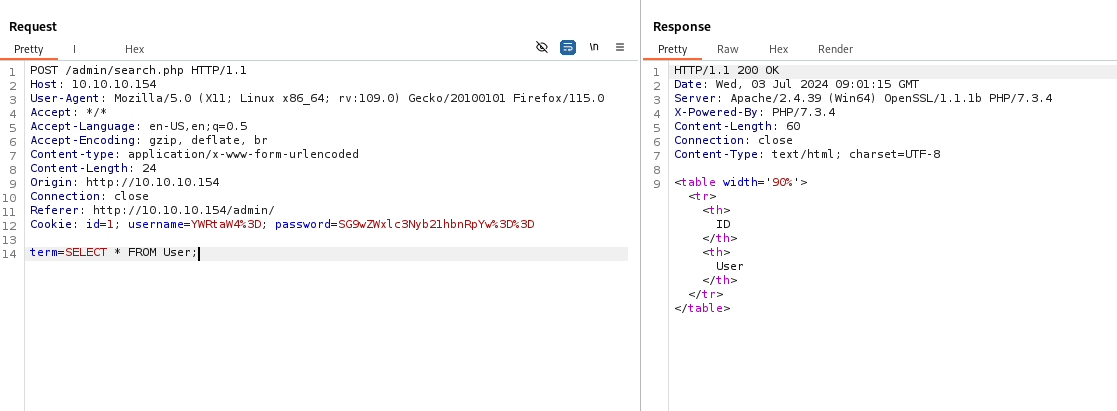 Request
Pretty I Hex \n
1 POST /admin/search.php HTTP/1.1
2 Host: 10.10.10.154
3 User-Agent: Mozilla/5.0 (X11; Linux x86_64; rv:109.0) Gecko/20100101 Firefox/115.0
4 Accept: */*
5 Accept-Language: en-US,en;q=0.5
6 Accept-Encoding: gzip, deflate, br
7 Content-type: application/x-www-form-urlencoded
8 Content-Length: 24
9 Origin: http://10.10.10.154
10 Connection: close
11 Referer: http://10.10.10.154/admin/
12 Cookie: id=1; username=YWRtaW4%3D; password=SG9wZWxlc3Nyb21hbnRpYw%3D%3D
13
14 term=SELECT * FROM User;
Response
Pretty Raw Hex Render
1 HTTP/1.1 200 OK
2 Date: Wed, 03 Jul 2024 09:01:15 GMT
3 Server: Apache/2.4.39 (Win64) OpenSSL/1.1.1b PHP/7.3.4
4 X-Powered-By: PHP/7.3.4
5 Content-Length: 60
6 Connection: close
7 Content-Type: text/html; charset=UTF-8
8
9 <table width='90%'>
<tr>
<th>
ID
</th>
<th>
User
</th>
</tr>
</table>